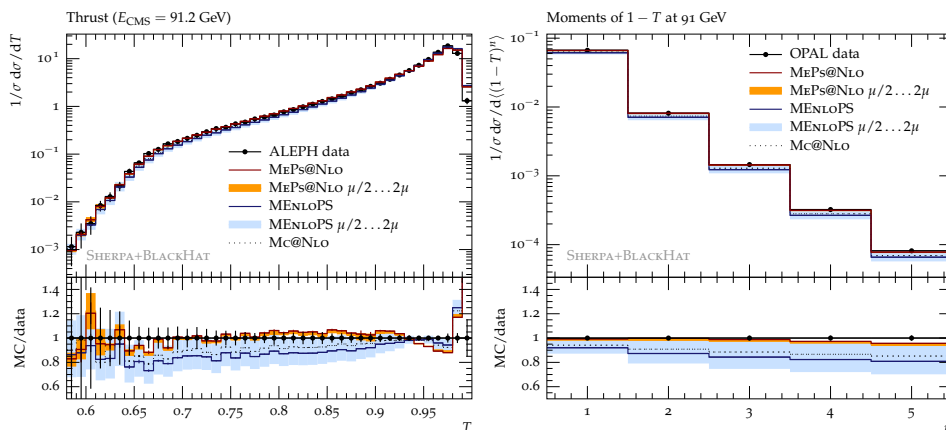 Thrust (E_CMS = 91.2 GeV)
1/σ dσ/dT
10^1
1
10^−1
10^−2
10^−3
ALEPH data
MEPS@NLO
MEPS@NLO μ/2...2μ
MENLOPS
MENLOPS μ/2...2μ
MC@NLO
SHERPA+BLACKHAT
MC/data
1.4
1.2
1
0.8
0.6
0.6 0.65 0.7 0.75 0.8 0.85 0.9 0.95
T
Moments of 1 − T at 91 GeV
1/σ dσ/d⟨(1 − T)^n⟩
10^−1
10^−2
10^−3
10^−4
OPAL data
MEPS@NLO
MEPS@NLO μ/2...2μ
MENLOPS
MENLOPS μ/2...2μ
MC@NLO
SHERPA+BLACKHAT
MC/data
1.4
1.2
1
0.8
0.6
1 2 3 4 5